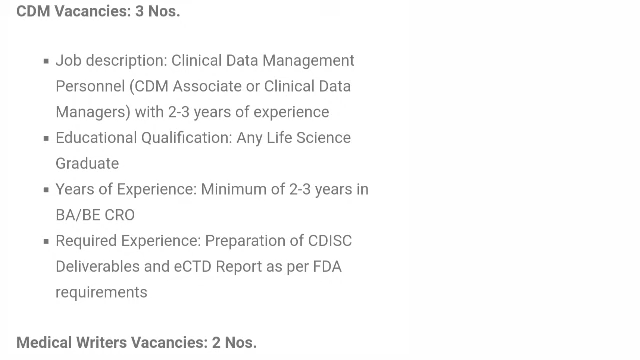 CDM Vacancies: 3 Nos.
▪ Job description: Clinical Data Management
Personnel (CDM Associate or Clinical Data
Managers) with 2-3 years of experience
▪ Educational Qualification: Any Life Science
Graduate
▪ Years of Experience: Minimum of 2-3 years in
BA/BE CRO
▪ Required Experience: Preparation of CDISC
Deliverables and eCTD Report as per FDA
requirements
Medical Writers Vacancies: 2 Nos.